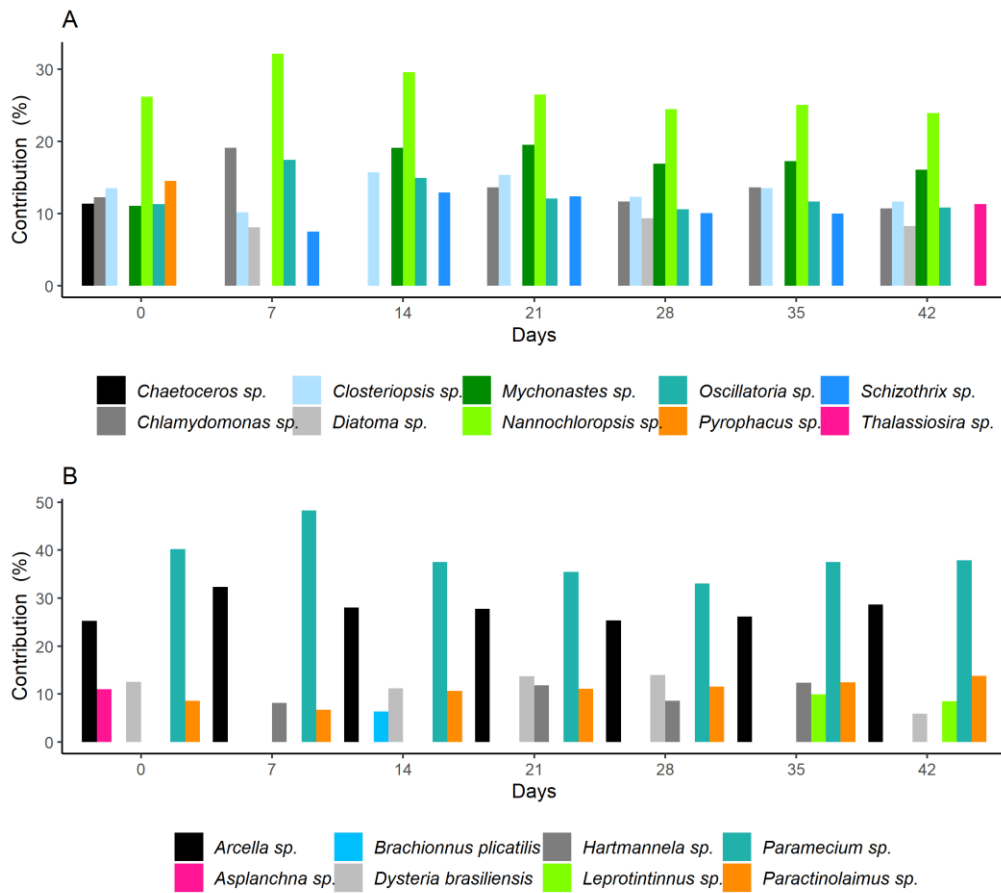 A
Contribution (%)
30
20
10
0
0 7 14 21 28 35 42
Days
Chaetoceros sp. Closteriopsis sp. Mychonastes sp. Oscillatoria sp. Schizothrix sp.
Chlamydomonas sp. Diatoma sp. Nannochloropsis sp. Pyrophacus sp. Thalassiosira sp.
B
Contribution (%)
50
40
30
20
10
0
0 7 14 21 28 35 42
Days
Arcella sp. Brachionnus plicatilis Hartmannela sp. Paramecium sp.
Asplanchna sp. Dysteria brasiliensis Leprotintinnus sp. Paractinolaimus sp.